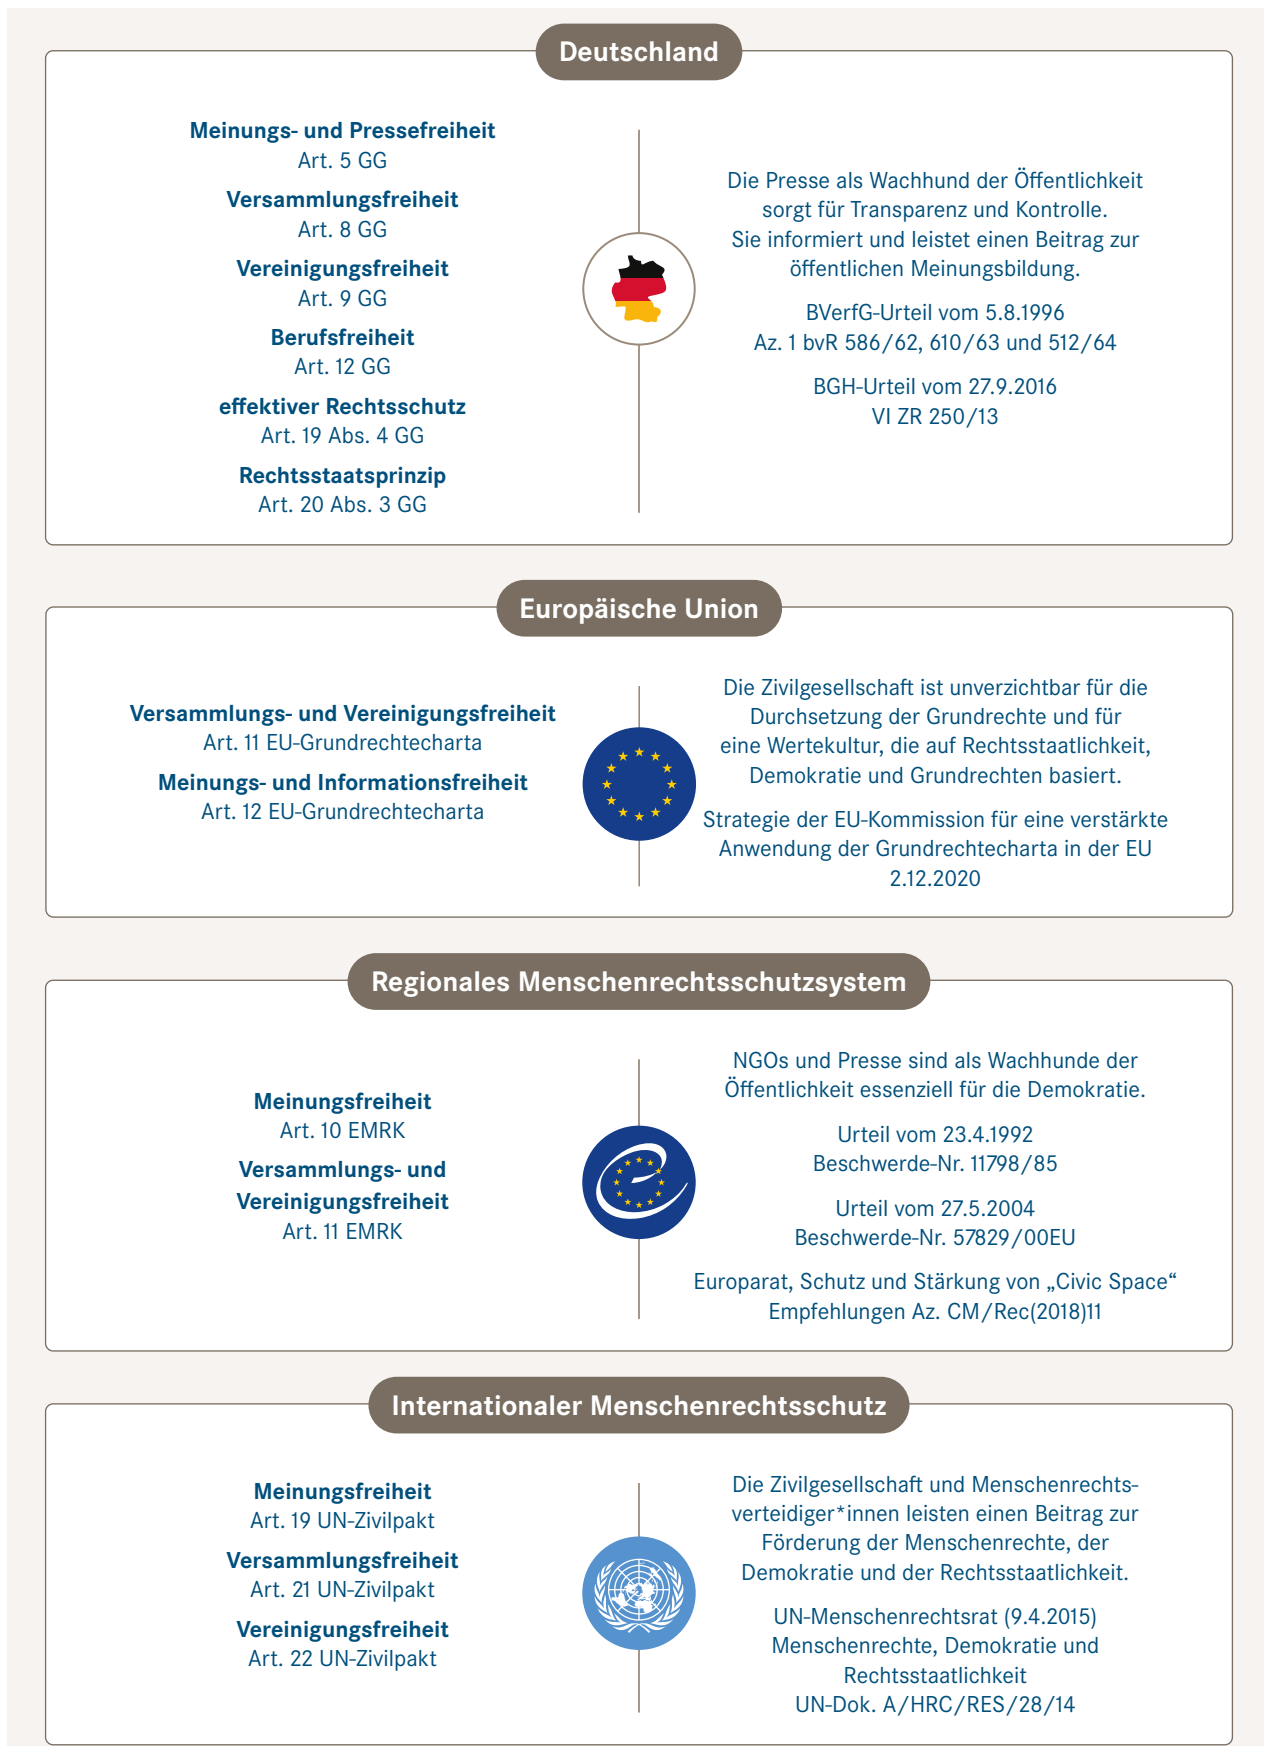 Deutschland
Meinungs- und Pressefreiheit
Art. 5 GG
Versammlungsfreiheit
Art. 8 GG
Vereinigungsfreiheit
Art. 9 GG
Berufsfreiheit
Art. 12 GG
effektiver Rechtsschutz
Art. 19 Abs. 4 GG
Rechtsstaatsprinzip
Art. 20 Abs. 3 GG
Die Presse als Wachhund der Öffentlichkeit
sorgt für Transparenz und Kontrolle.
Sie informiert und leistet einen Beitrag zur
öffentlichen Meinungsbildung.
BVerfG-Urteil vom 5.8.1996
Az. 1 bvR 586/62, 610/63 und 512/64
BGH-Urteil vom 27.9.2016
VI ZR 250/13
Europäische Union
Versammlungs- und Vereinigungsfreiheit
Art. 11 EU-Grundrechtecharta
Meinungs- und Informationsfreiheit
Art. 12 EU-Grundrechtecharta
Die Zivilgesellschaft ist unverzichtbar für die
Durchsetzung der Grundrechte und für
eine Wertekultur, die auf Rechtsstaatlichkeit,
Demokratie und Grundrechten basiert.
Strategie der EU-Kommission für eine verstärkte
Anwendung der Grundrechtecharta in der EU
2.12.2020
Regionales Menschenrechtsschutzsystem
Meinungsfreiheit
Art. 10 EMRK
Versammlungs- und
Vereinigungsfreiheit
Art. 11 EMRK
NGOs und Presse sind als Wachhunde der
Öffentlichkeit essenziell für die Demokratie.
Urteil vom 23.4.1992
Beschwerde-Nr. 11798/85
Urteil vom 27.5.2004
Beschwerde-Nr. 57829/00EU
Europarat, Schutz und Stärkung von „Civic Space“
Empfehlungen Az. CM/Rec(2018)11
Internationaler Menschenrechtsschutz
Meinungsfreiheit
Art. 19 UN-Zivilpakt
Versammlungsfreiheit
Art. 21 UN-Zivilpakt
Vereinigungsfreiheit
Art. 22 UN-Zivilpakt
Die Zivilgesellschaft und Menschenrechts-
verteidiger*innen leisten einen Beitrag zur
Förderung der Menschenrechte, der
Demokratie und der Rechtsstaatlichkeit.
UN-Menschenrechtsrat (9.4.2015)
Menschenrechte, Demokratie und
Rechtsstaatlichkeit
UN-Dok. A/HRC/RES/28/14